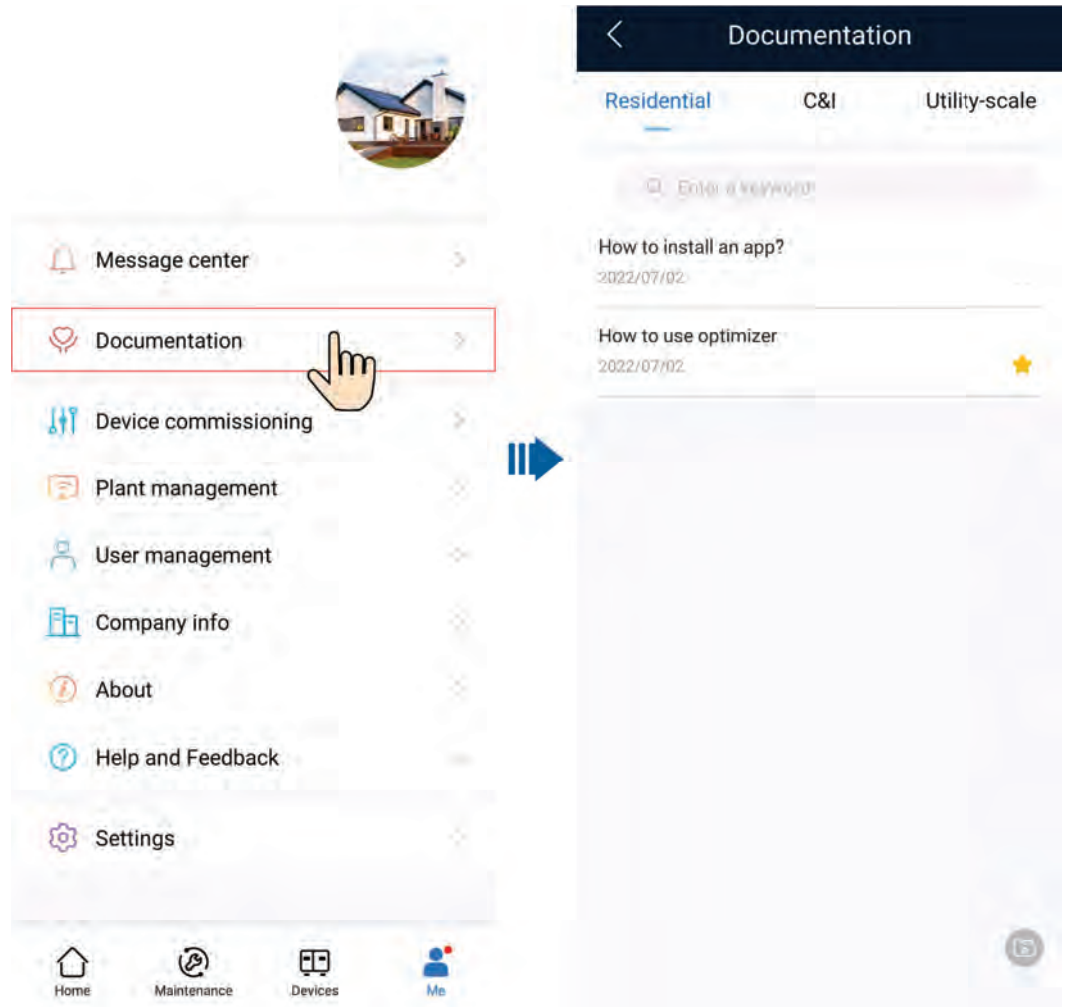 Message center
Documentation
Device commissioning
Plant management
User management
Company info
About
Help and Feedback
Settings
Home
Maintenance
Devices
Me
Documentation
Residential
C&I
Utility-scale
Enter a keyword
How to install an app?
2022/07/02
How to use optimizer
2022/07/02